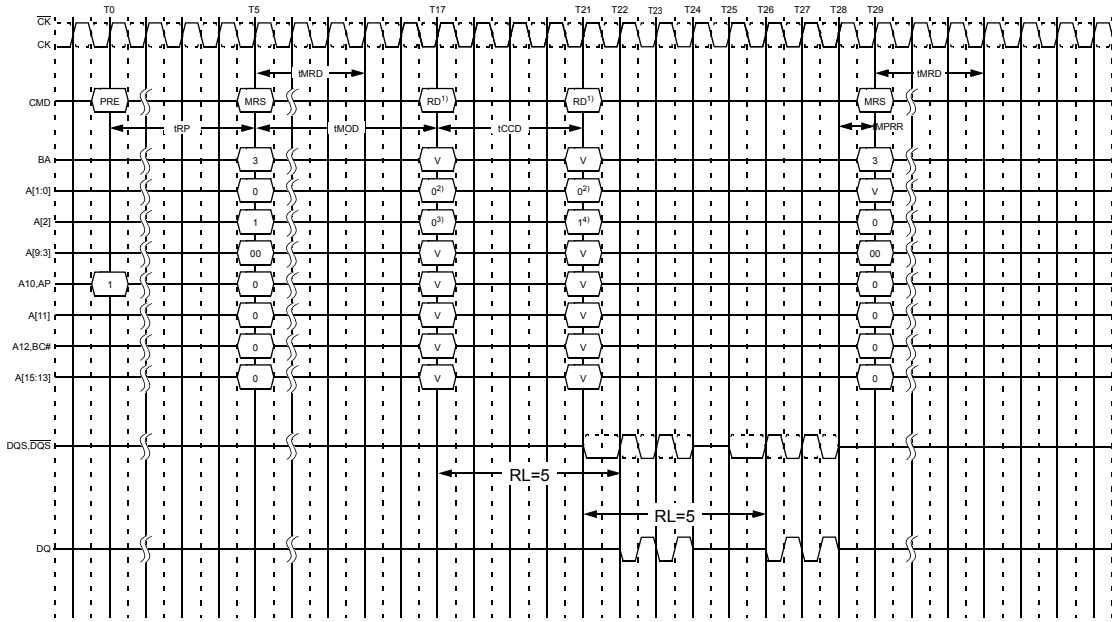 T0 T5 T17 T21 T22 T23 T24 T25 T26 T27 T28 T29
CK
CK
tMRD tMRD
CMD PRE MRS RD1) RD1) MRS
tRP tMOD tCCD tMPRR
BA 3 V V 3
A[1:0] 0 02) 02) V
A[2] 1 03) 14) 0
A[9:3] 00 V V 00
A10,AP 1 0 V V 0
A[11] 0 V V 0
A12,BC# 0 V V 0
A[15:13] 0 V V 0
DQS,DQS
RL=5
RL=5
DQ